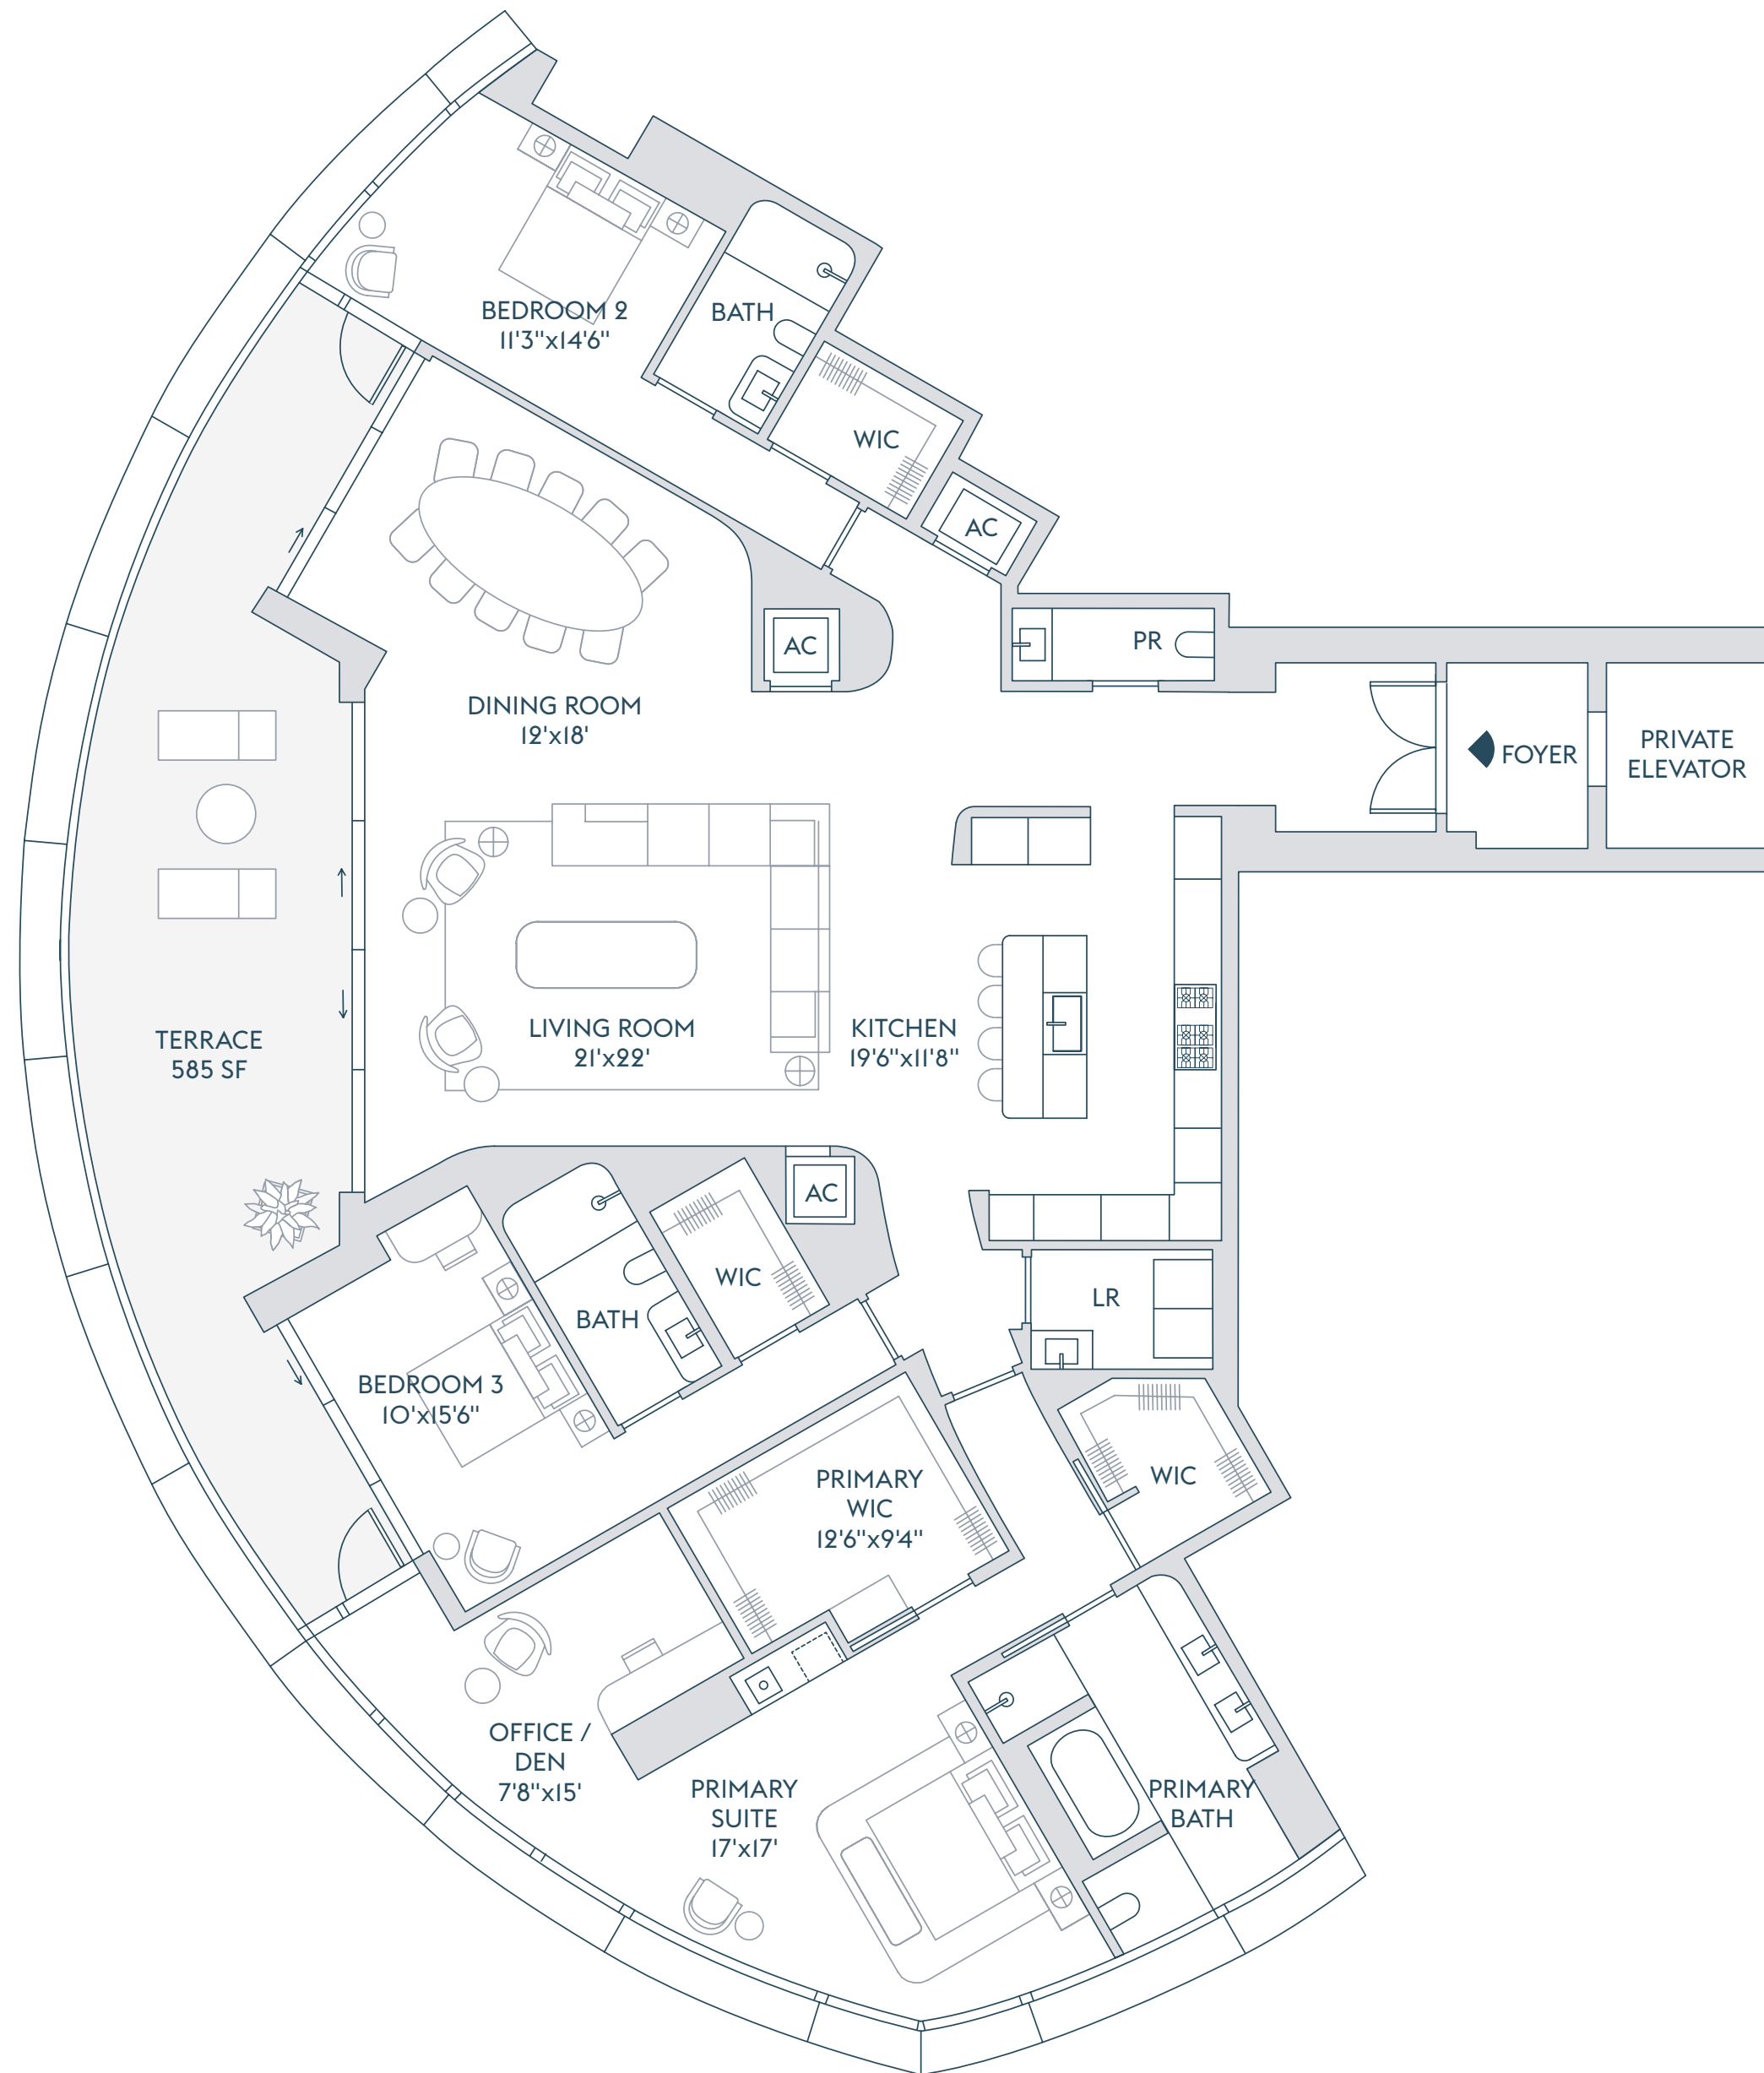 BEDROOM 2
11'3"x14'6"
BATH
WIC
AC
AC
PR
DINING ROOM
12'x18'
FOYER
PRIVATE
ELEVATOR
TERRACE
585 SF
LIVING ROOM
21'x22'
KITCHEN
19'6"x11'8"
AC
WIC
BATH
LR
BEDROOM 3
10'x15'6"
PRIMARY
WIC
12'6"x9'4"
WIC
OFFICE /
DEN
7'8"x15'
PRIMARY
SUITE
17'x17'
PRIMARY
BATH